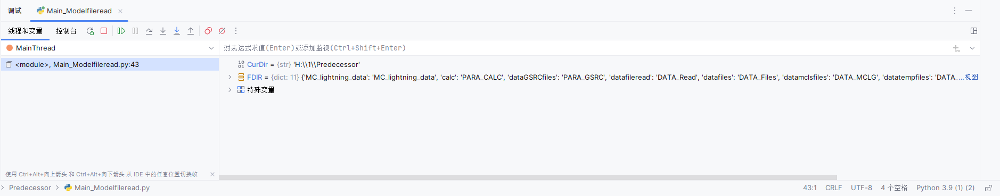 调试 Main_Modelfileread
线程和变量 控制台
MainThread
对表达式求值(Enter)或添加监视(Ctrl+Shift+Enter)
<module>, Main_Modelfileread.py:43
CurDir = {str} 'H:\\1\\Predecessor'
FDIR = {dict: 11} {'MC_lightning_data': 'MC_lightning_data', 'calc': 'PARA_CALC', 'dataGSRCfiles': 'PARA_GSRC', 'datafileread': 'DATA_Read', 'datafiles': 'DATA_Files', 'datamclsfiles': 'DATA_MCLG', 'datatempfiles': 'DATA_...视图
特殊变量
使用 Ctrl+Alt+向上箭头 和 Ctrl+Alt+向下箭头 从 IDE 中的任意位置切换帧
Predecessor Main_Modelfileread.py
43:1 CRLF UTF-8 4 个空格 Python 3.9 (1) (2)